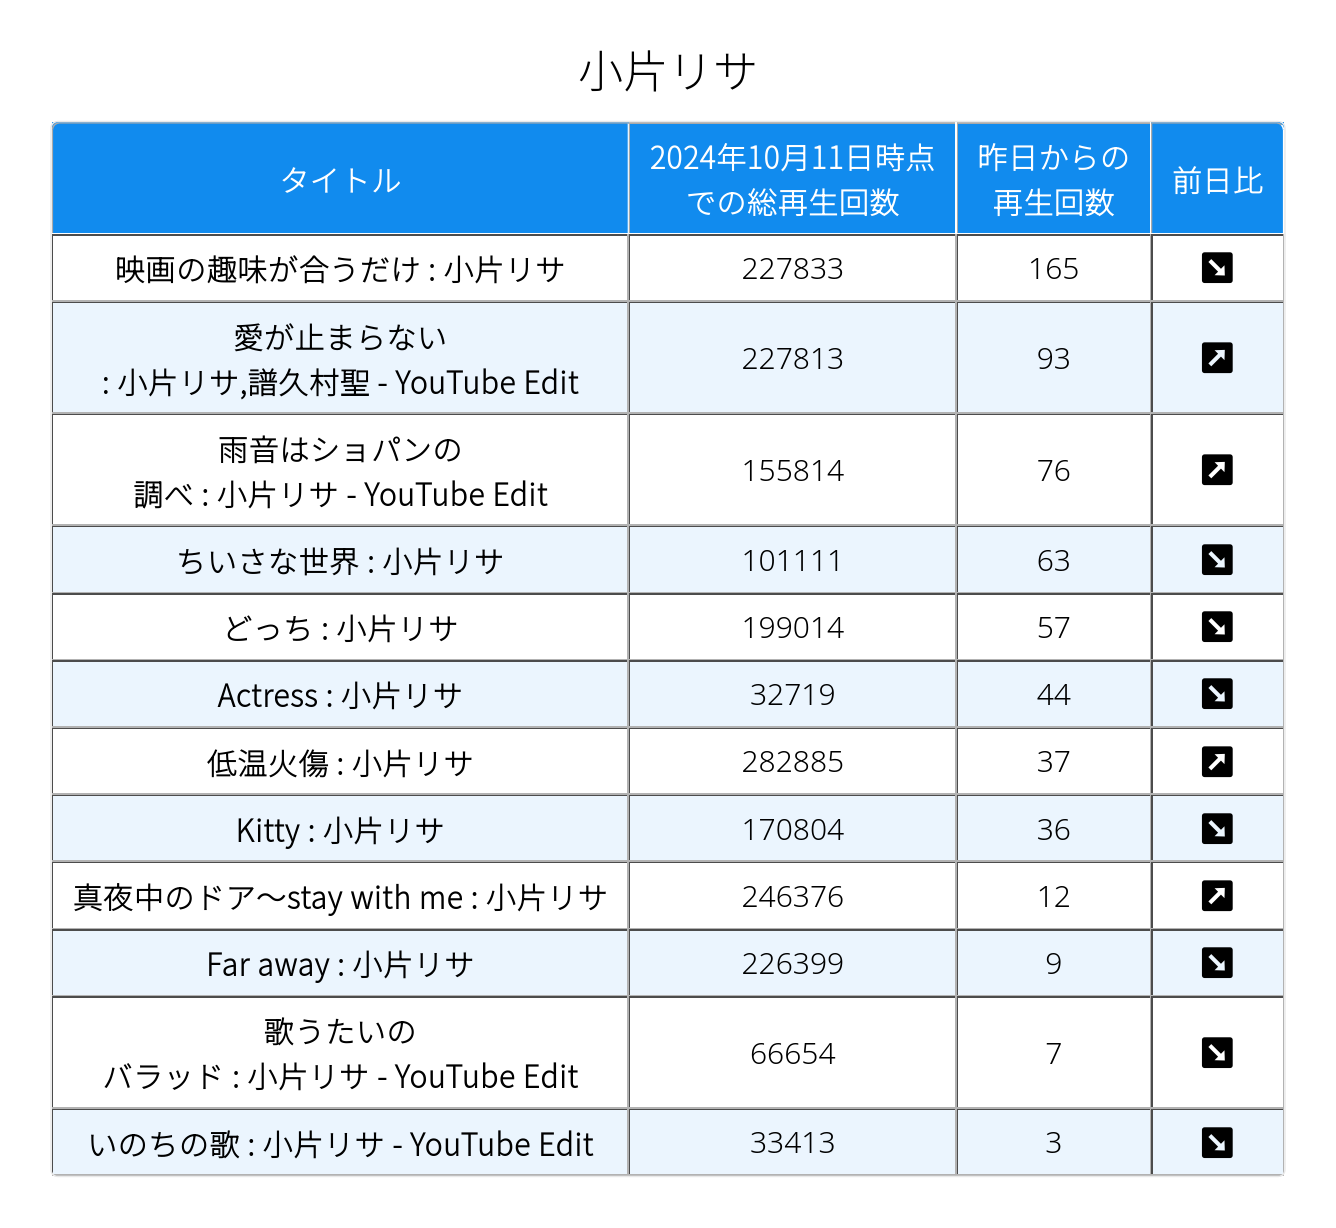 小片リサ
タイトル
2024年10月11日時点
での総再生回数
昨日からの
再生回数
前日比
映画の趣味が合うだけ : 小片リサ 227833 165 ↘
愛が止まらない
: 小片リサ,譜久村聖 - YouTube Edit 227813 93 ↗
雨音はショパンの
調べ : 小片リサ - YouTube Edit 155814 76 ↗
ちいさな世界 : 小片リサ 101111 63 ↘
どっち : 小片リサ 199014 57 ↘
Actress : 小片リサ 32719 44 ↘
低温火傷 : 小片リサ 282885 37 ↗
Kitty : 小片リサ 170804 36 ↘
真夜中のドア〜stay with me : 小片リサ 246376 12 ↗
Far away : 小片リサ 226399 9 ↘
歌うたいの
バラッド : 小片リサ - YouTube Edit 66654 7 ↘
いのちの歌 : 小片リサ - YouTube Edit 33413 3 ↘